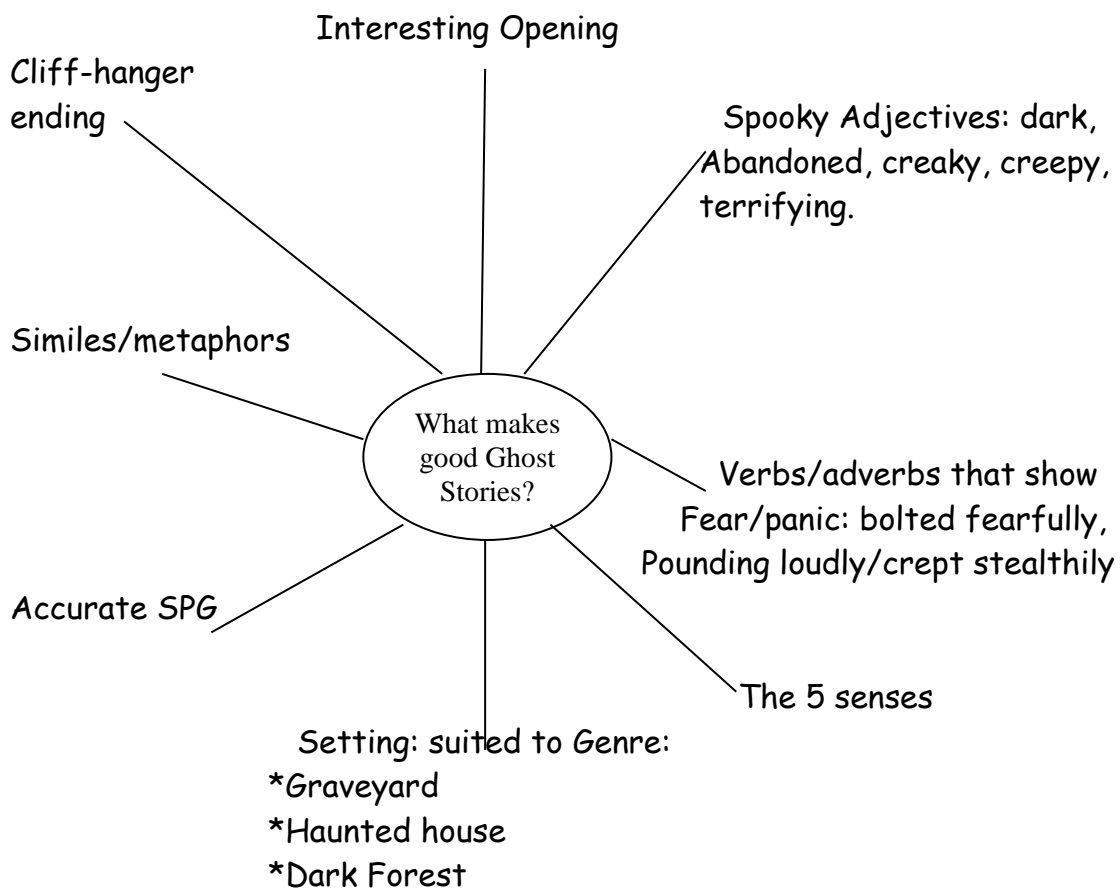 Interesting Opening
Cliff-hanger
ending
Spooky Adjectives: dark,
Abandoned, creaky, creepy,
terrifying.
Similes/metaphors
What makes
good Ghost
Stories?
Verbs/adverbs that show
Fear/panic: bolted fearfully,
Pounding loudly/crept stealthily
Accurate SPG
The 5 senses
Setting: suited to Genre:
*Graveyard
*Haunted house
*Dark Forest